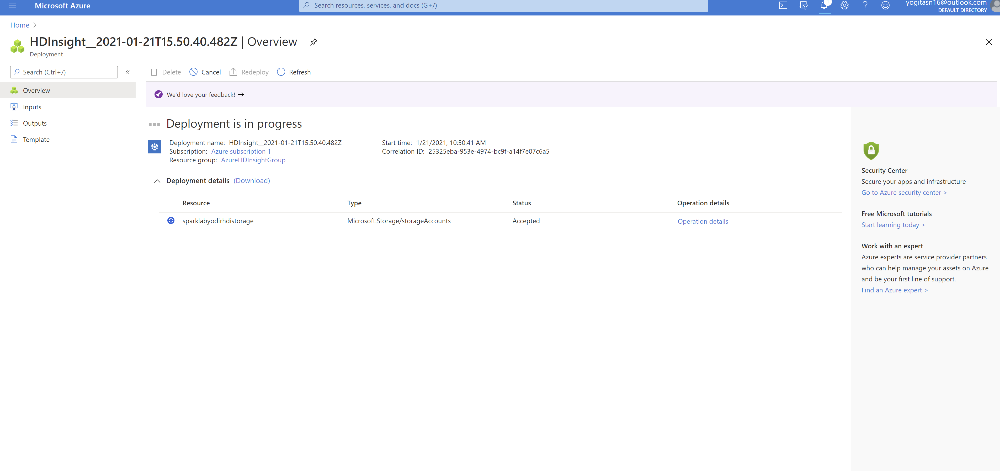 Microsoft Azure
Search resources, services, and docs (G+/)
1
yogitasn16@outlook.com
DEFAULT DIRECTORY
Home
HDInsight__2021-01-21T15.50.40.482Z | Overview
Deployment
Search (Ctrl+/)
«
Delete
Cancel
Redeploy
Refresh
Overview
Inputs
Outputs
Template
We'd love your feedback! →
Deployment is in progress
Deployment name: HDInsight__2021-01-21T15.50.40.482Z
Subscription: Azure subscription 1
Resource group: AzureHDInsightGroup
Start time: 1/21/2021, 10:50:41 AM
Correlation ID: 25325eba-953e-4974-bc9f-a14f7e07c6a5
Deployment details (Download)
Resource Type Status Operation details
sparklabyodirhdistorage Microsoft.Storage/storageAccounts Accepted Operation details
Security Center
Secure your apps and infrastructure
Go to Azure security center >
Free Microsoft tutorials
Start learning today >
Work with an expert
Azure experts are service provider partners
who can help manage your assets on Azure
and be your first line of support.
Find an Azure expert >